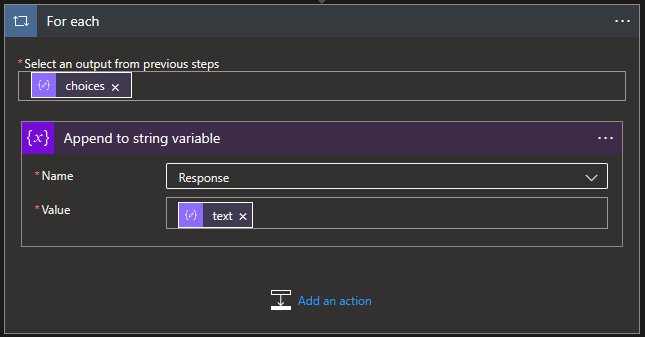 For each
*Select an output from previous steps
choices
{x} Append to string variable
*Name
Response
*Value
text
Add an action